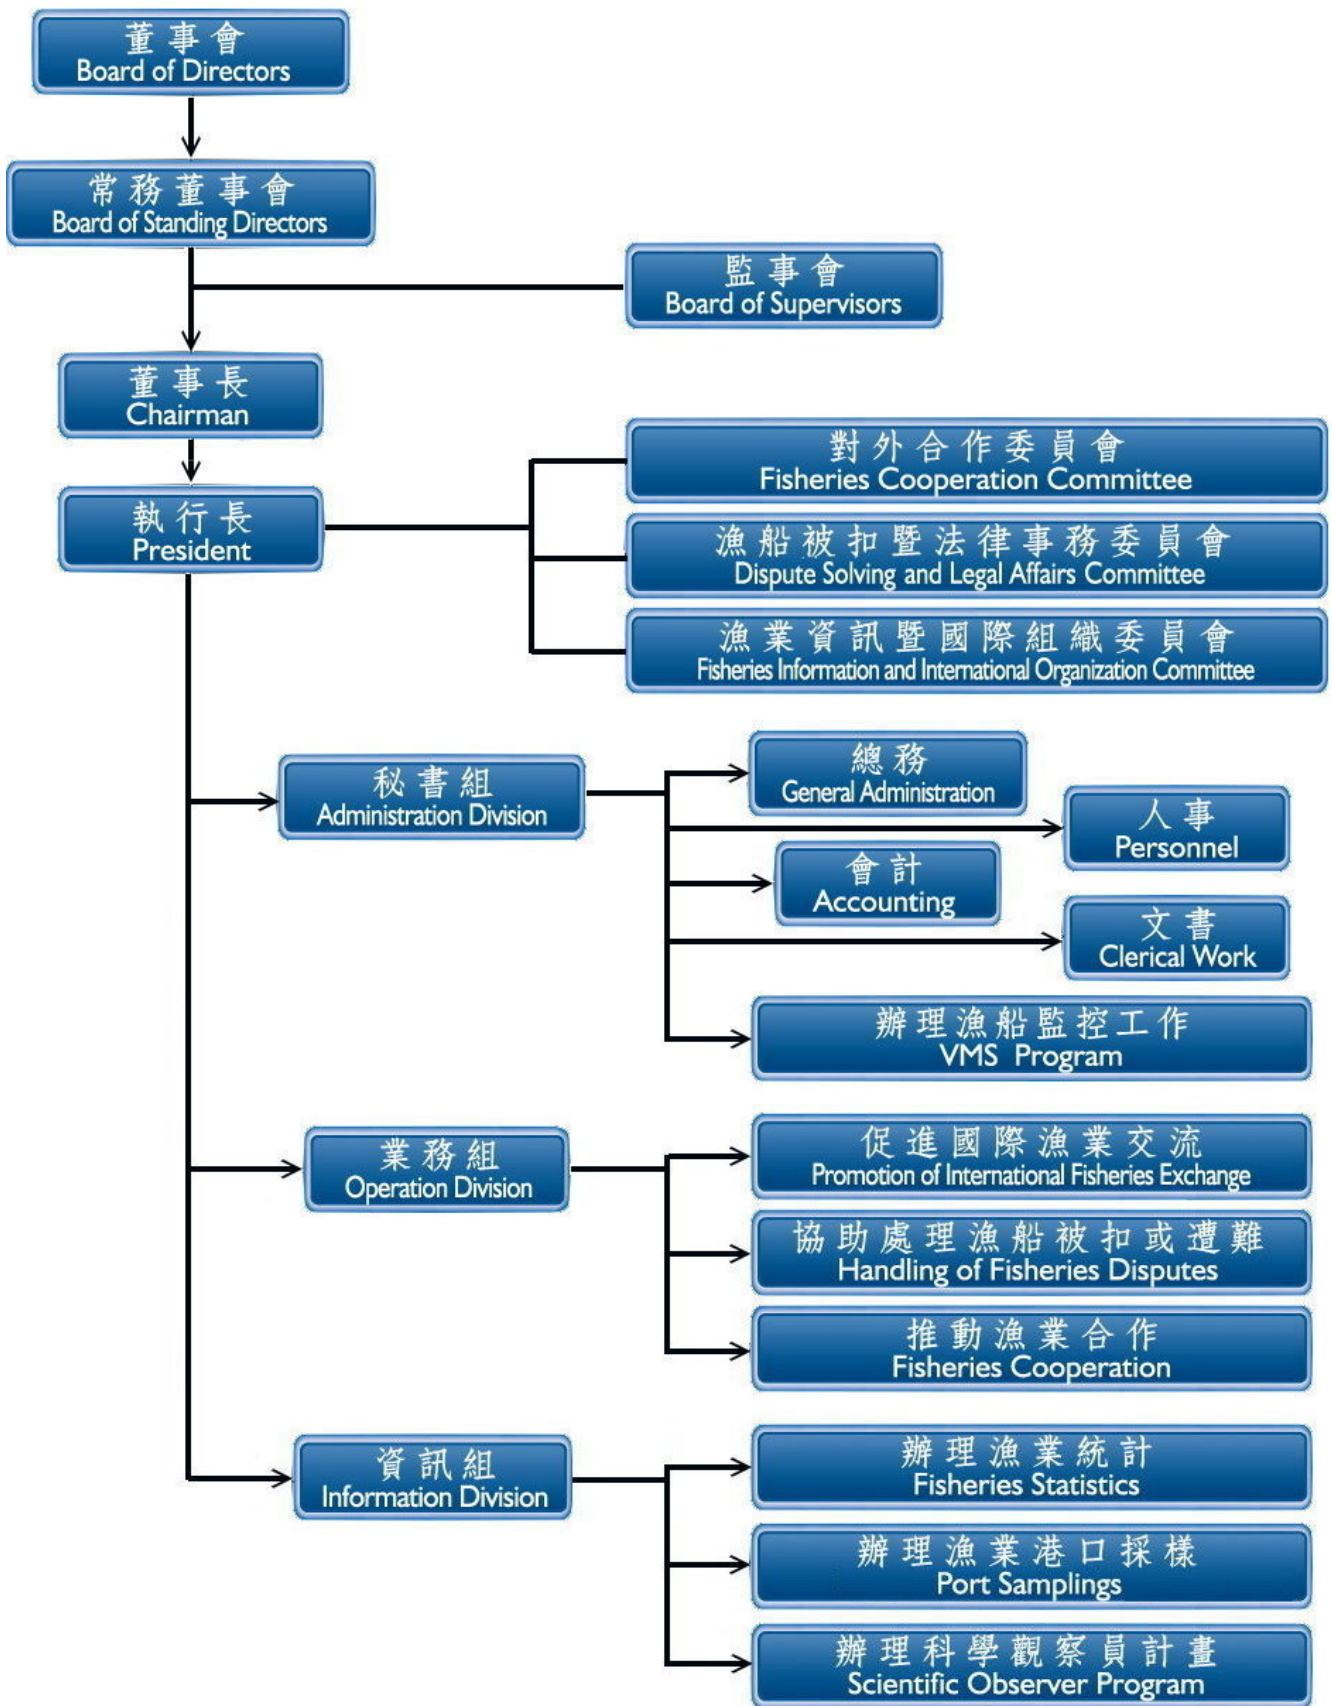 董事會
Board of Directors
常務董事會
Board of Standing Directors
監事會
Board of Supervisors
董事長
Chairman
執行長
President
對外合作委員會
Fisheries Cooperation Committee
漁船被扣暨法律事務委員會
Dispute Solving and Legal Affairs Committee
漁業資訊暨國際組織委員會
Fisheries Information and International Organization Committee
秘書組
Administration Division
總務
General Administration
人事
Personnel
會計
Accounting
文書
Clerical Work
辦理漁船監控工作
VMS Program
業務組
Operation Division
促進國際漁業交流
Promotion of International Fisheries Exchange
協助處理漁船被扣或遭難
Handling of Fisheries Disputes
推動漁業合作
Fisheries Cooperation
資訊組
Information Division
辦理漁業統計
Fisheries Statistics
辦理漁業港口採樣
Port Samplings
辦理科學觀察員計畫
Scientific Observer Program